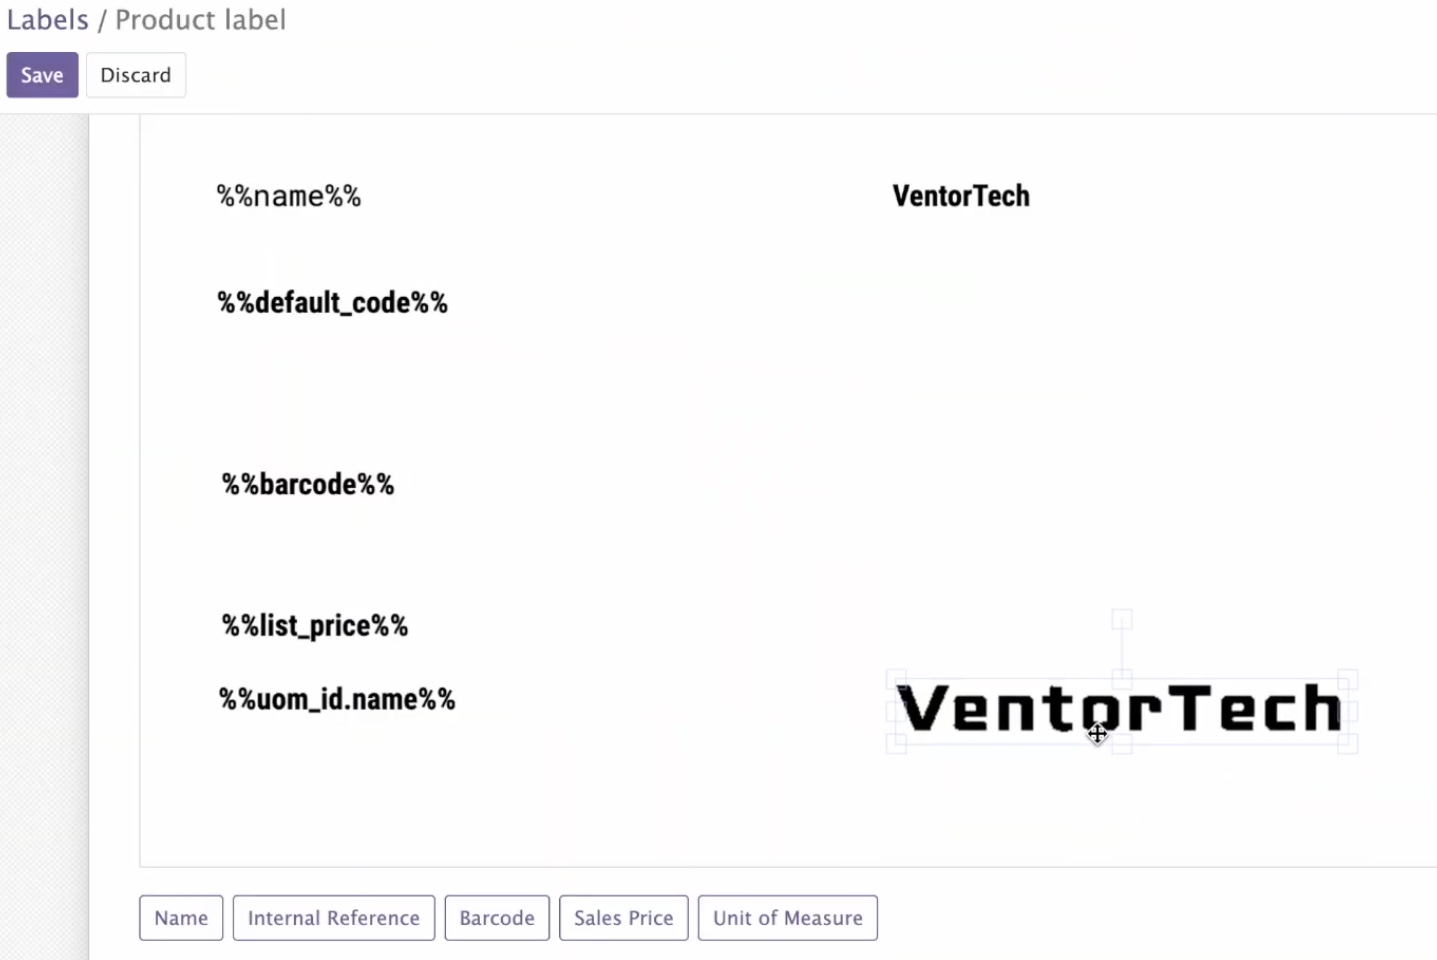 Labels / Product label
Save Discard
%%name%% VentorTech
%%default_code%%
%%barcode%%
%%list_price%%
%%uom_id.name%% VentorTech
Name Internal Reference Barcode Sales Price Unit of Measure